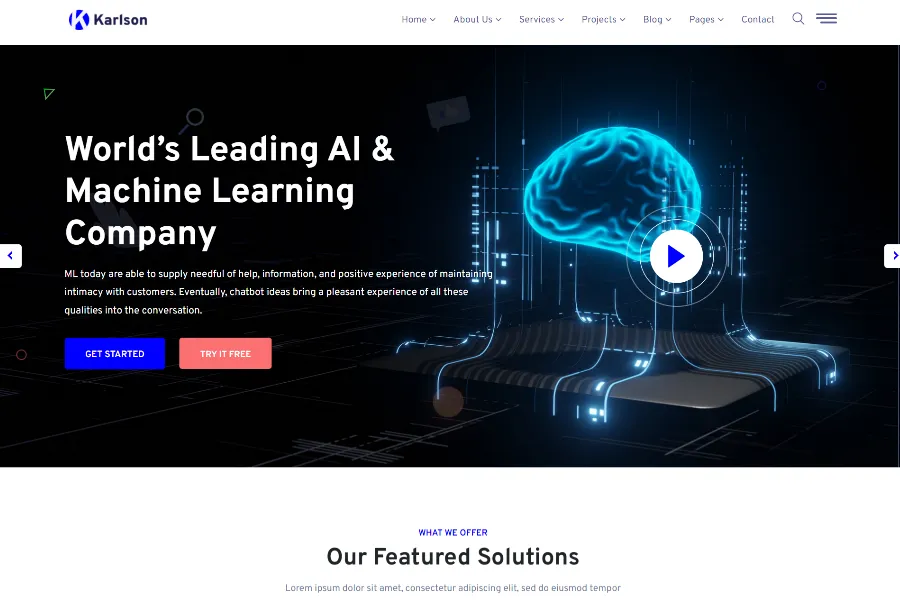 Karlson
Home
About Us
Services
Projects
Blog
Pages
Contact
World’s Leading AI &
Machine Learning
Company
ML today are able to supply needful of help, information, and positive experience of maintaining
intimacy with customers. Eventually, chatbot ideas bring a pleasant experience of all these
qualities into the conversation.
GET STARTED
TRY IT FREE
WHAT WE OFFER
Our Featured Solutions
Lorem ipsum dolor sit amet, consectetur adipiscing elit, sed do eiusmod tempor